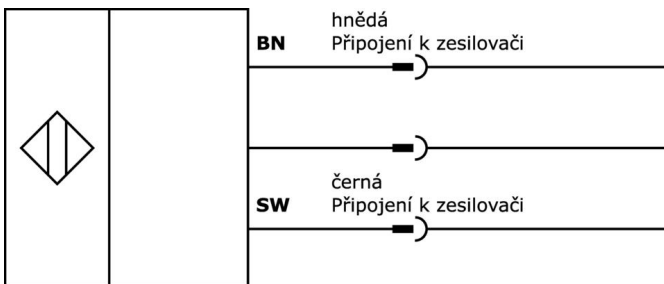 hnědá
BN Připojení k zesilovači
černá
SW Připojení k zesilovači